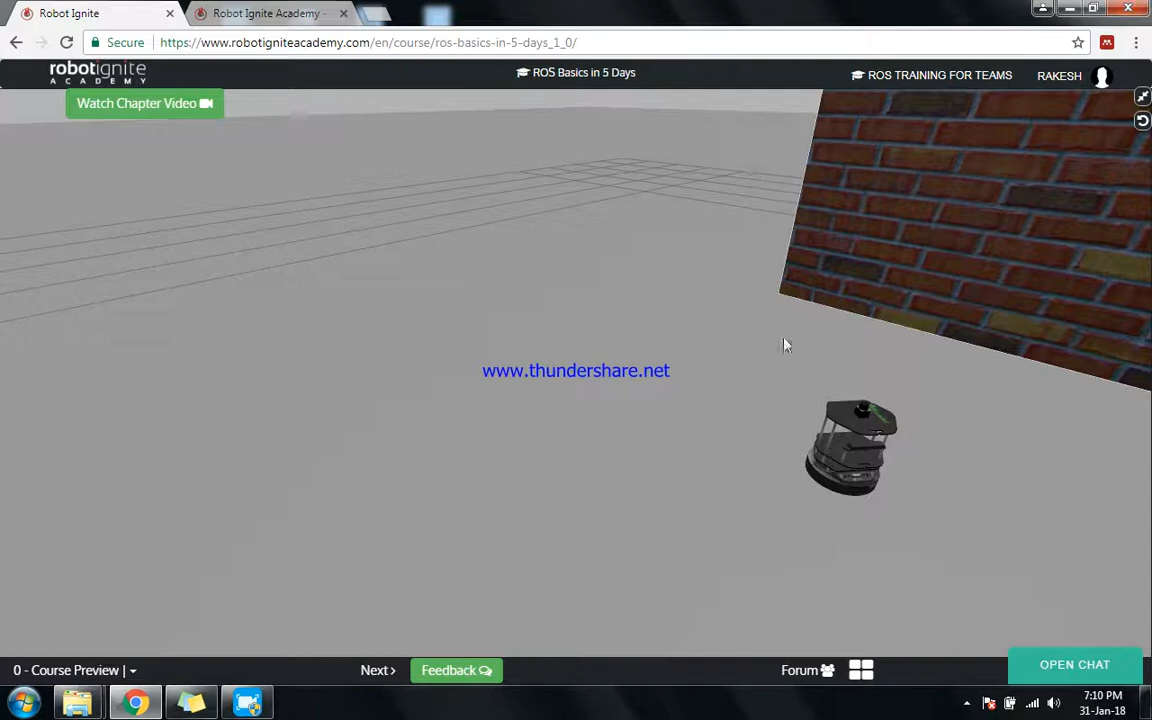 Robot Ignite
Robot Ignite Academy -
Secure
https://www.robotigniteacademy.com/en/course/ros-basics-in-5-days_1_0/
robotignite
ACADEMY
ROS Basics in 5 Days
ROS TRAINING FOR TEAMS
RAKESH
Watch Chapter Video
www.thundershare.net
0 - Course Preview |
Next
Feedback
Forum
OPEN CHAT
7:10 PM
31-Jan-18